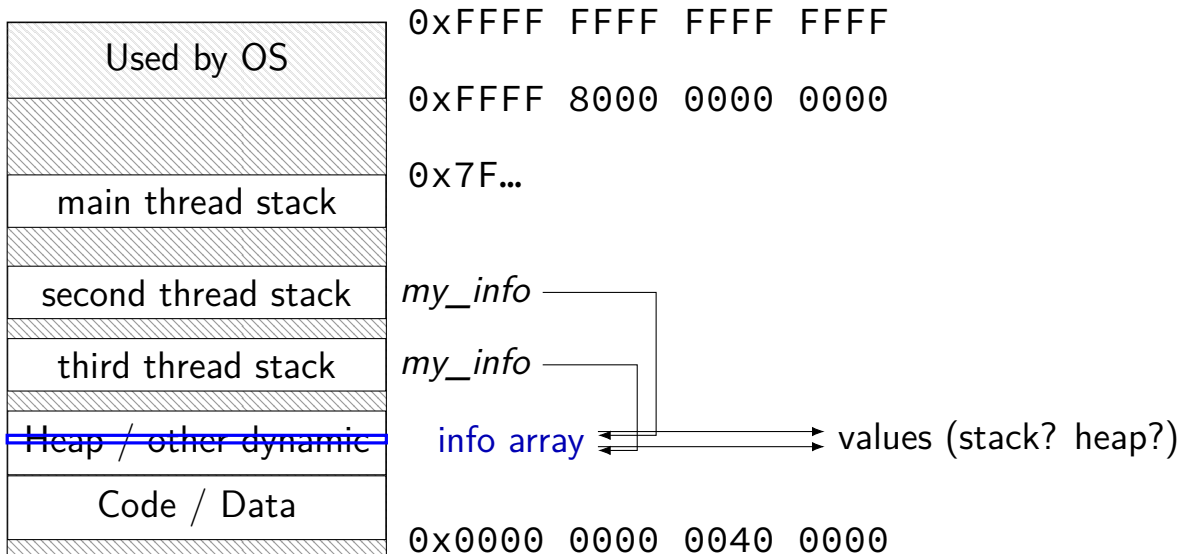 0xFFFF FFFF FFFF FFFF
Used by OS
0xFFFF 8000 0000 0000
0x7F…
main thread stack
second thread stack my_info
third thread stack my_info
Heap / other dynamic info array values (stack? heap?)
Code / Data
0x0000 0000 0040 0000